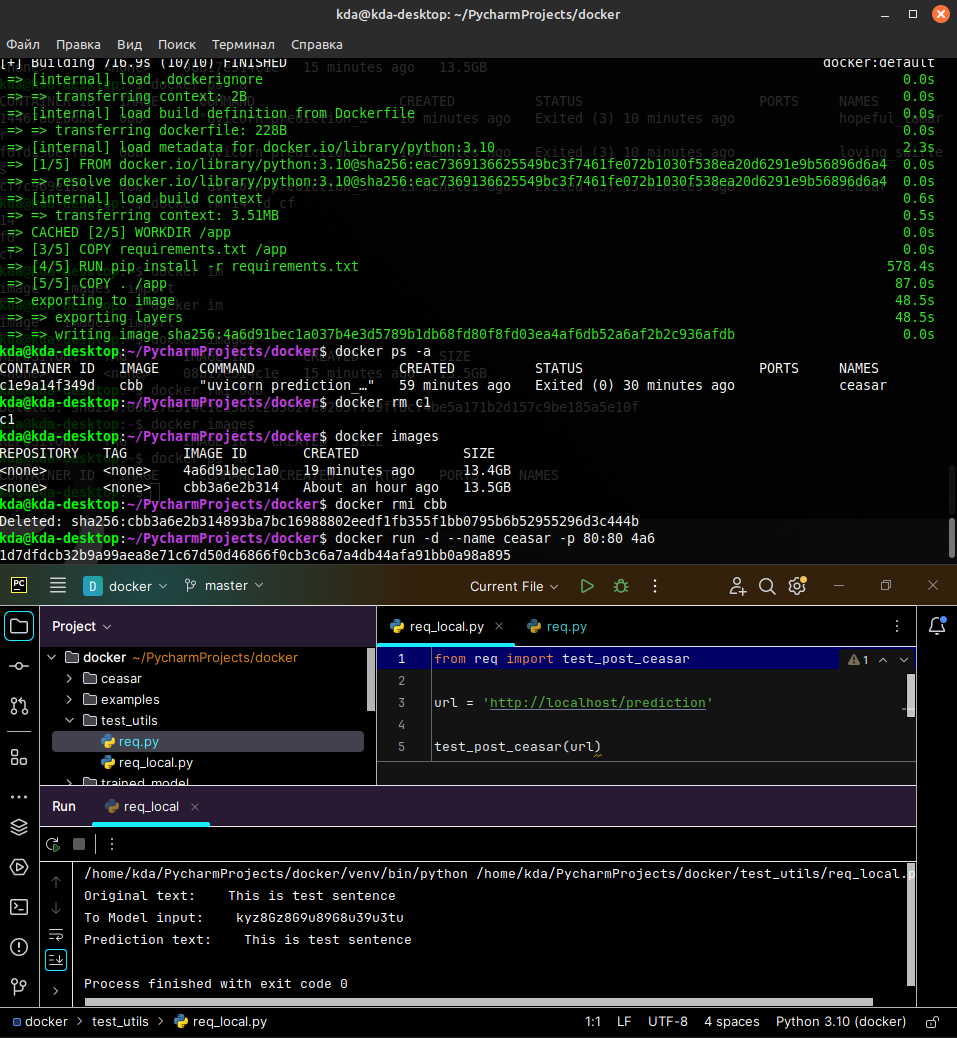 kda@kda-desktop: ~/PycharmProjects/docker
Файл Правка Вид Поиск Терминал Справка
[+] Building 716.9s (10/10) FINISHED docker:default
=> [internal] load .dockerignore 0.0s
=> => transferring context: 2B 0.0s
=> [internal] load build definition from Dockerfile 0.0s
=> => transferring dockerfile: 228B 0.0s
=> [internal] load metadata for docker.io/library/python:3.10 2.3s
=> [1/5] FROM docker.io/library/python:3.10@sha256:eac7369136625549bc3f7461fe072b1030f538ea20d6291e9b56896d6a4 0.0s
=> => resolve docker.io/library/python:3.10@sha256:eac7369136625549bc3f7461fe072b1030f538ea20d6291e9b56896d6a4 0.0s
=> [internal] load build context 0.6s
=> => transferring context: 3.51MB 0.5s
=> CACHED [2/5] WORKDIR /app 0.0s
=> [3/5] COPY requirements.txt /app 0.0s
=> [4/5] RUN pip install -r requirements.txt 578.4s
=> [5/5] COPY . /app 87.0s
=> exporting to image 48.5s
=> => exporting layers 48.5s
=> => writing image sha256:4a6d91bec1a037b4e3d5789b1db68fd80f8fd03ea4af6db52a6af2b2c936afdb 0.0s
kda@kda-desktop:~/PycharmProjects/docker$ docker ps -a
CONTAINER ID IMAGE COMMAND CREATED STATUS PORTS NAMES
c1e9a14f349d cbb "uvicorn prediction_…" 59 minutes ago Exited (0) 30 minutes ago ceasar
kda@kda-desktop:~/PycharmProjects/docker$ docker rm c1
c1
kda@kda-desktop:~/PycharmProjects/docker$ docker images
REPOSITORY TAG IMAGE ID CREATED SIZE
<none> <none> 4a6d91bec1a0 19 minutes ago 13.4GB
<none> <none> cbb3a6e2b314 About an hour ago 13.5GB
kda@kda-desktop:~/PycharmProjects/docker$ docker rmi cbb
Deleted: sha256:cbb3a6e2b314893ba7bc16988802eedf1fb355f1bb0795b6b52955296d3c444b
kda@kda-desktop:~/PycharmProjects/docker$ docker run -d --name ceasar -p 80:80 4a6
1d7dfdcb32b9a99aea8e71c67d50d46866f0cb3c6a7a4db44afa91bb0a98a895
PC D docker master Current File
Project
req_local.py
req.py
docker ~/PycharmProjects/docker
ceasar
examples
test_utils
req.py
req_local.py
trained_model
1 from req import test_post_ceasar 1
2
3 url = 'http://localhost/prediction'
4
5 test_post_ceasar(url)
Run req_local
/home/kda/PycharmProjects/docker/venv/bin/python /home/kda/PycharmProjects/docker/test_utils/req_local.p
Original text: This is test sentence
To Model input: kyz8Gz8G9u89G8u39u3tu
Prediction text: This is test sentence
Process finished with exit code 0
docker > test_utils > req_local.py 1:1 LF UTF-8 4 spaces Python 3.10 (docker)